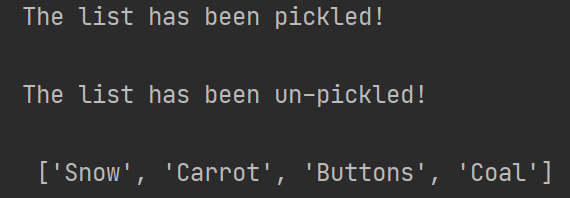 The list has been pickled!
The list has been un-pickled!
['Snow', 'Carrot', 'Buttons', 'Coal']